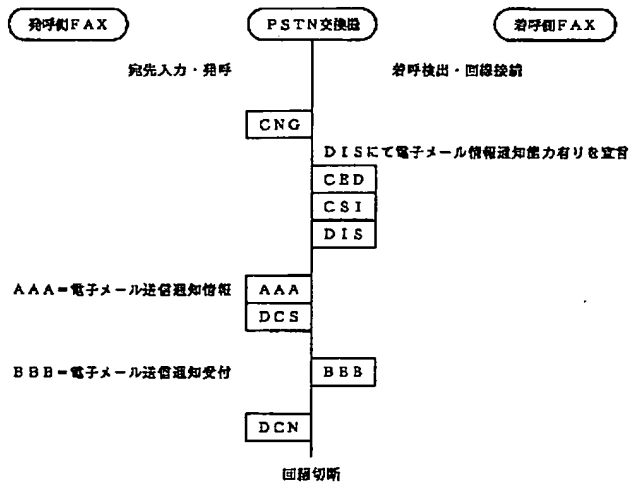 発呼側FAX
PSTN交換機
着呼側FAX
宛先入力・発呼
着呼検出・回線接続
CNG
DISにて電子メール情報通知能力有りを宣言
CED
CSI
DIS
AAA=電子メール送信通知情報
AAA
DCS
BBB=電子メール送信通知受付
BBB
DCN
回線切断